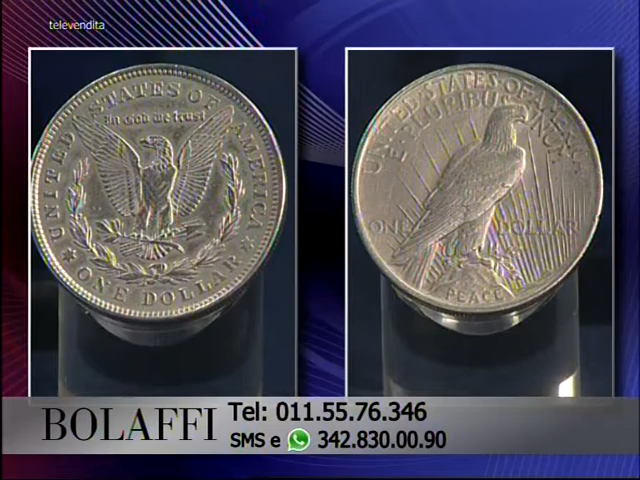 televendita
UNITED STATES OF AMERICA
In God we trust
ONE DOLLAR
UNITED STATES OF AMERICA
E PLURIBUS UNUM
ONE DOLLAR
PEACE
BOLAFFI
Tel: 011.55.76.346
SMS e 342.830.00.90